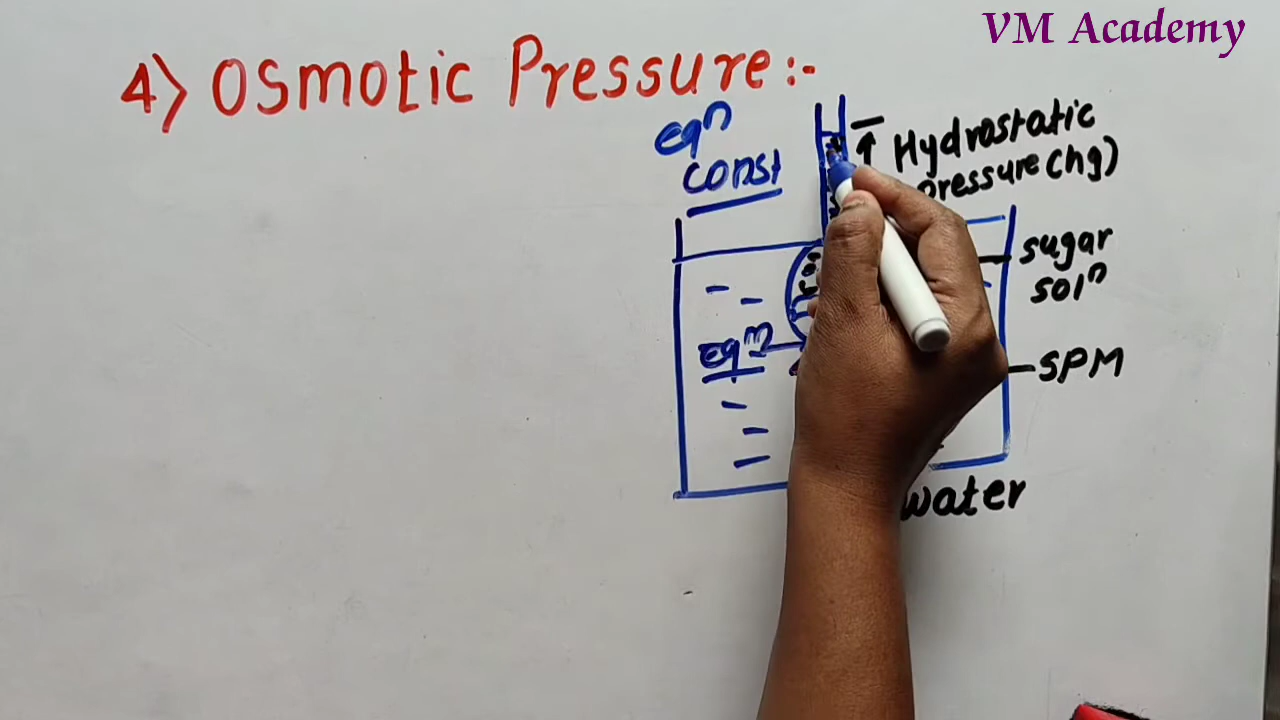 VM Academy
4) Osmotic Pressure :-
eqⁿ
const
Hydrostatic
pressure (hg)
sugar
solⁿ
eqᵐ
SPM
water